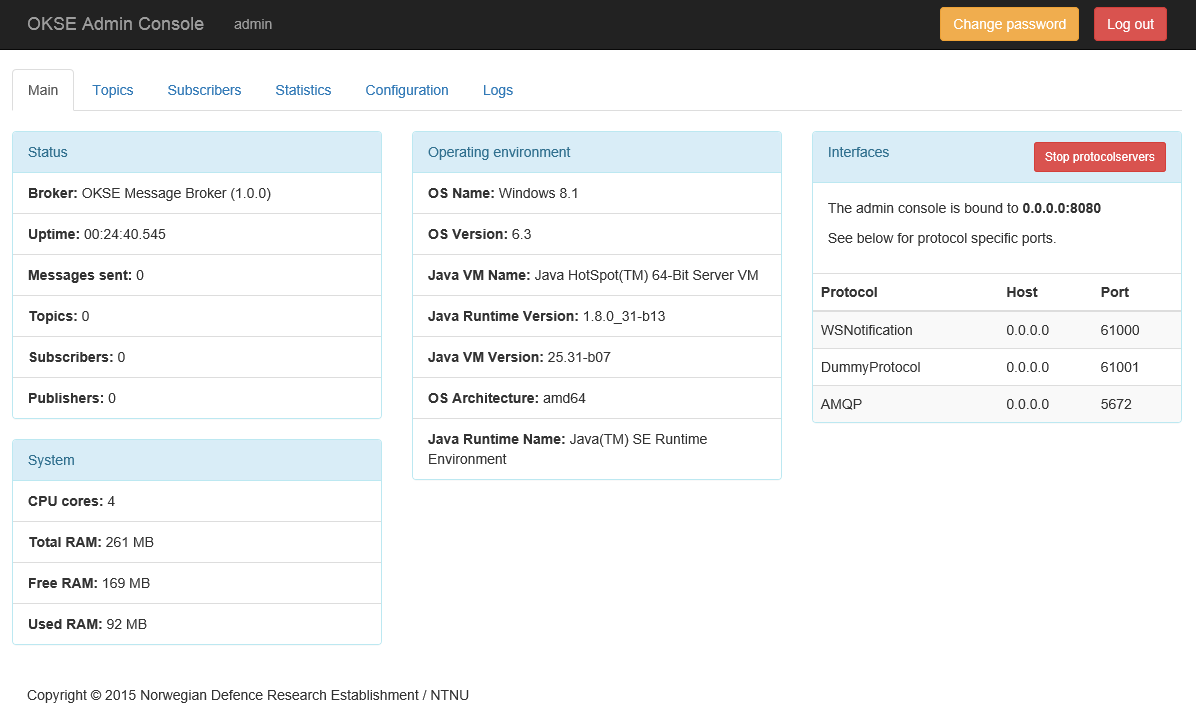 OKSE Admin Console admin Change password Log out
Main Topics Subscribers Statistics Configuration Logs
Status
Broker: OKSE Message Broker (1.0.0)
Uptime: 00:24:40.545
Messages sent: 0
Topics: 0
Subscribers: 0
Publishers: 0
System
CPU cores: 4
Total RAM: 261 MB
Free RAM: 169 MB
Used RAM: 92 MB
Operating environment
OS Name: Windows 8.1
OS Version: 6.3
Java VM Name: Java HotSpot(TM) 64-Bit Server VM
Java Runtime Version: 1.8.0_31-b13
Java VM Version: 25.31-b07
OS Architecture: amd64
Java Runtime Name: Java(TM) SE Runtime
Environment
Interfaces Stop protocolservers
The admin console is bound to 0.0.0.0:8080
See below for protocol specific ports.
Protocol Host Port
WSNotification 0.0.0.0 61000
DummyProtocol 0.0.0.0 61001
AMQP 0.0.0.0 5672
Copyright © 2015 Norwegian Defence Research Establishment / NTNU